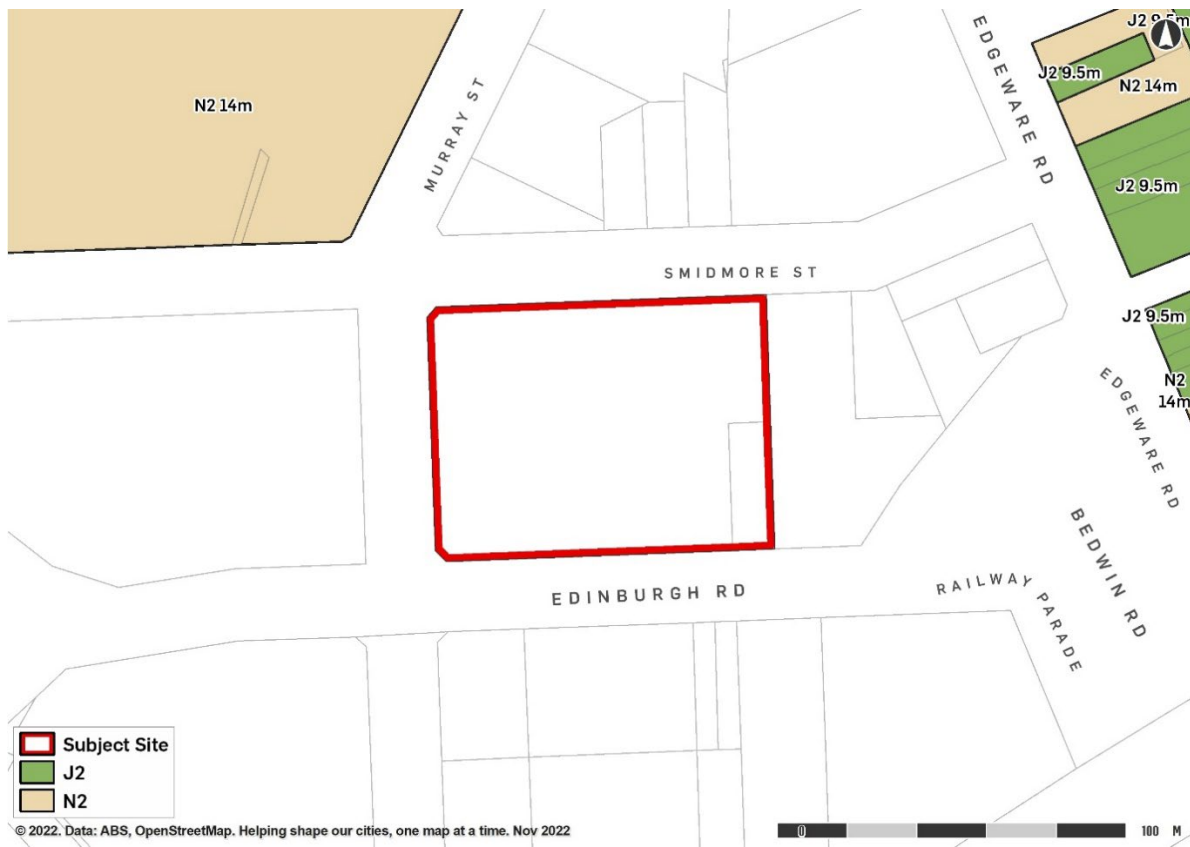 J2 9.5m
J2 9.5m
N2 14m
N2 14m
EDGEWARE RD
MURRAY ST
J2 9.5m
SMIDMORE ST
J2 9.5m
N2
14m
EDGEWARE RD
BEDWIN RD
EDINBURGH RD
RAILWAY PARADE
Subject Site
J2
N2
© 2022. Data: ABS, OpenStreetMap. Helping shape our cities, one map at a time. Nov 2022
0 100 M